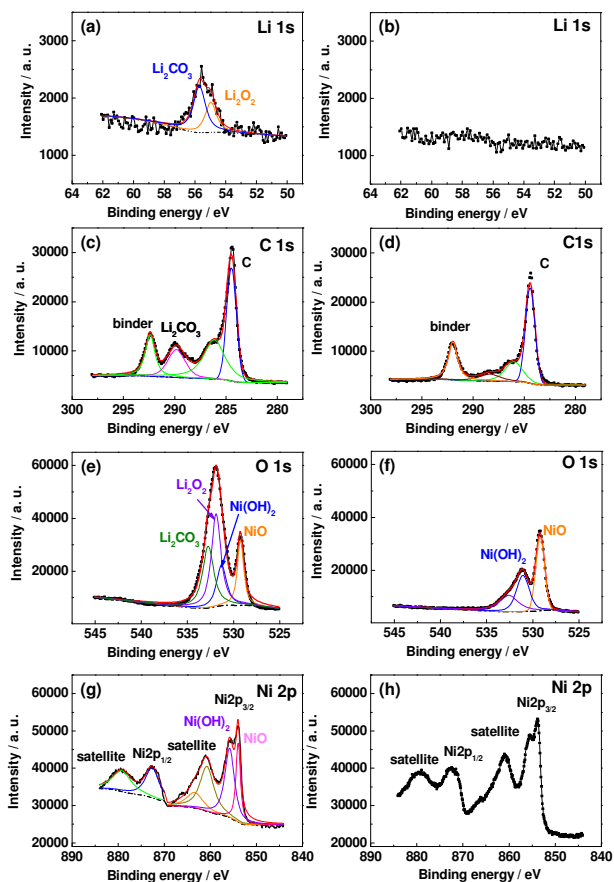 (a)
Li 1s
3000
2000
1000
Li₂CO₃
Li₂O₂
62 60 58 56 54 52 50
Intensity / a. u.
Binding energy / eV
(b)
Li 1s
3000
2000
1000
64 62 60 58 56 54 52 50
Intensity / a. u.
Binding energy / eV
(c)
C 1s
30000
20000
10000
0
C
binder
Li₂CO₃
300 295 290 285 280
Intensity / a. u.
Binding energy / eV
(d)
C1s
30000
20000
10000
0
C
binder
300 295 290 285 280
Intensity / a. u.
Binding energy / eV
(e)
O 1s
60000
40000
20000
Li₂O₂
Ni(OH)₂
Li₂CO₃
NiO
545 540 535 530 525
Intensity / a. u.
Binding energy / eV
(f)
O 1s
60000
40000
20000
0
NiO
Ni(OH)₂
545 540 535 530 525
Intensity / a. u.
Binding energy / eV
(g)
Ni 2p
60000
50000
40000
30000
20000
Ni2p₃/₂
Ni(OH)₂
NiO
satellite
Ni2p₁/₂
satellite
890 880 870 860 850 840
Intensity / a. u.
Binding energy / eV
(h)
Ni 2p
60000
50000
40000
30000
20000
Ni2p₃/₂
satellite
Ni2p₁/₂
satellite
890 880 870 860 850 840
Intensity / a. u.
Binding energy / eV